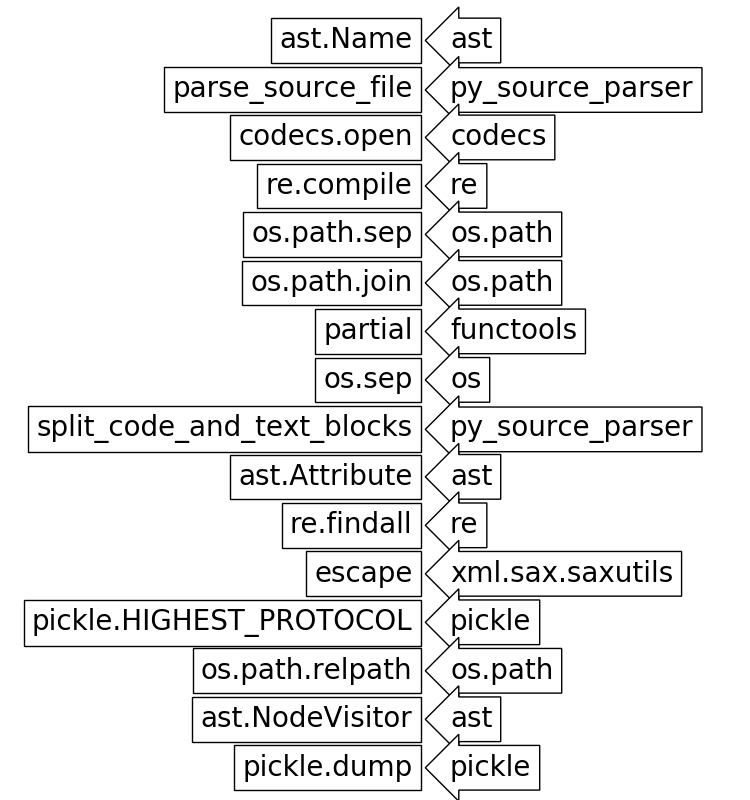 ast.Name ast
parse_source_file py_source_parser
codecs.open codecs
re.compile re
os.path.sep os.path
os.path.join os.path
partial functools
os.sep os
split_code_and_text_blocks py_source_parser
ast.Attribute ast
re.findall re
escape xml.sax.saxutils
pickle.HIGHEST_PROTOCOL pickle
os.path.relpath os.path
ast.NodeVisitor ast
pickle.dump pickle